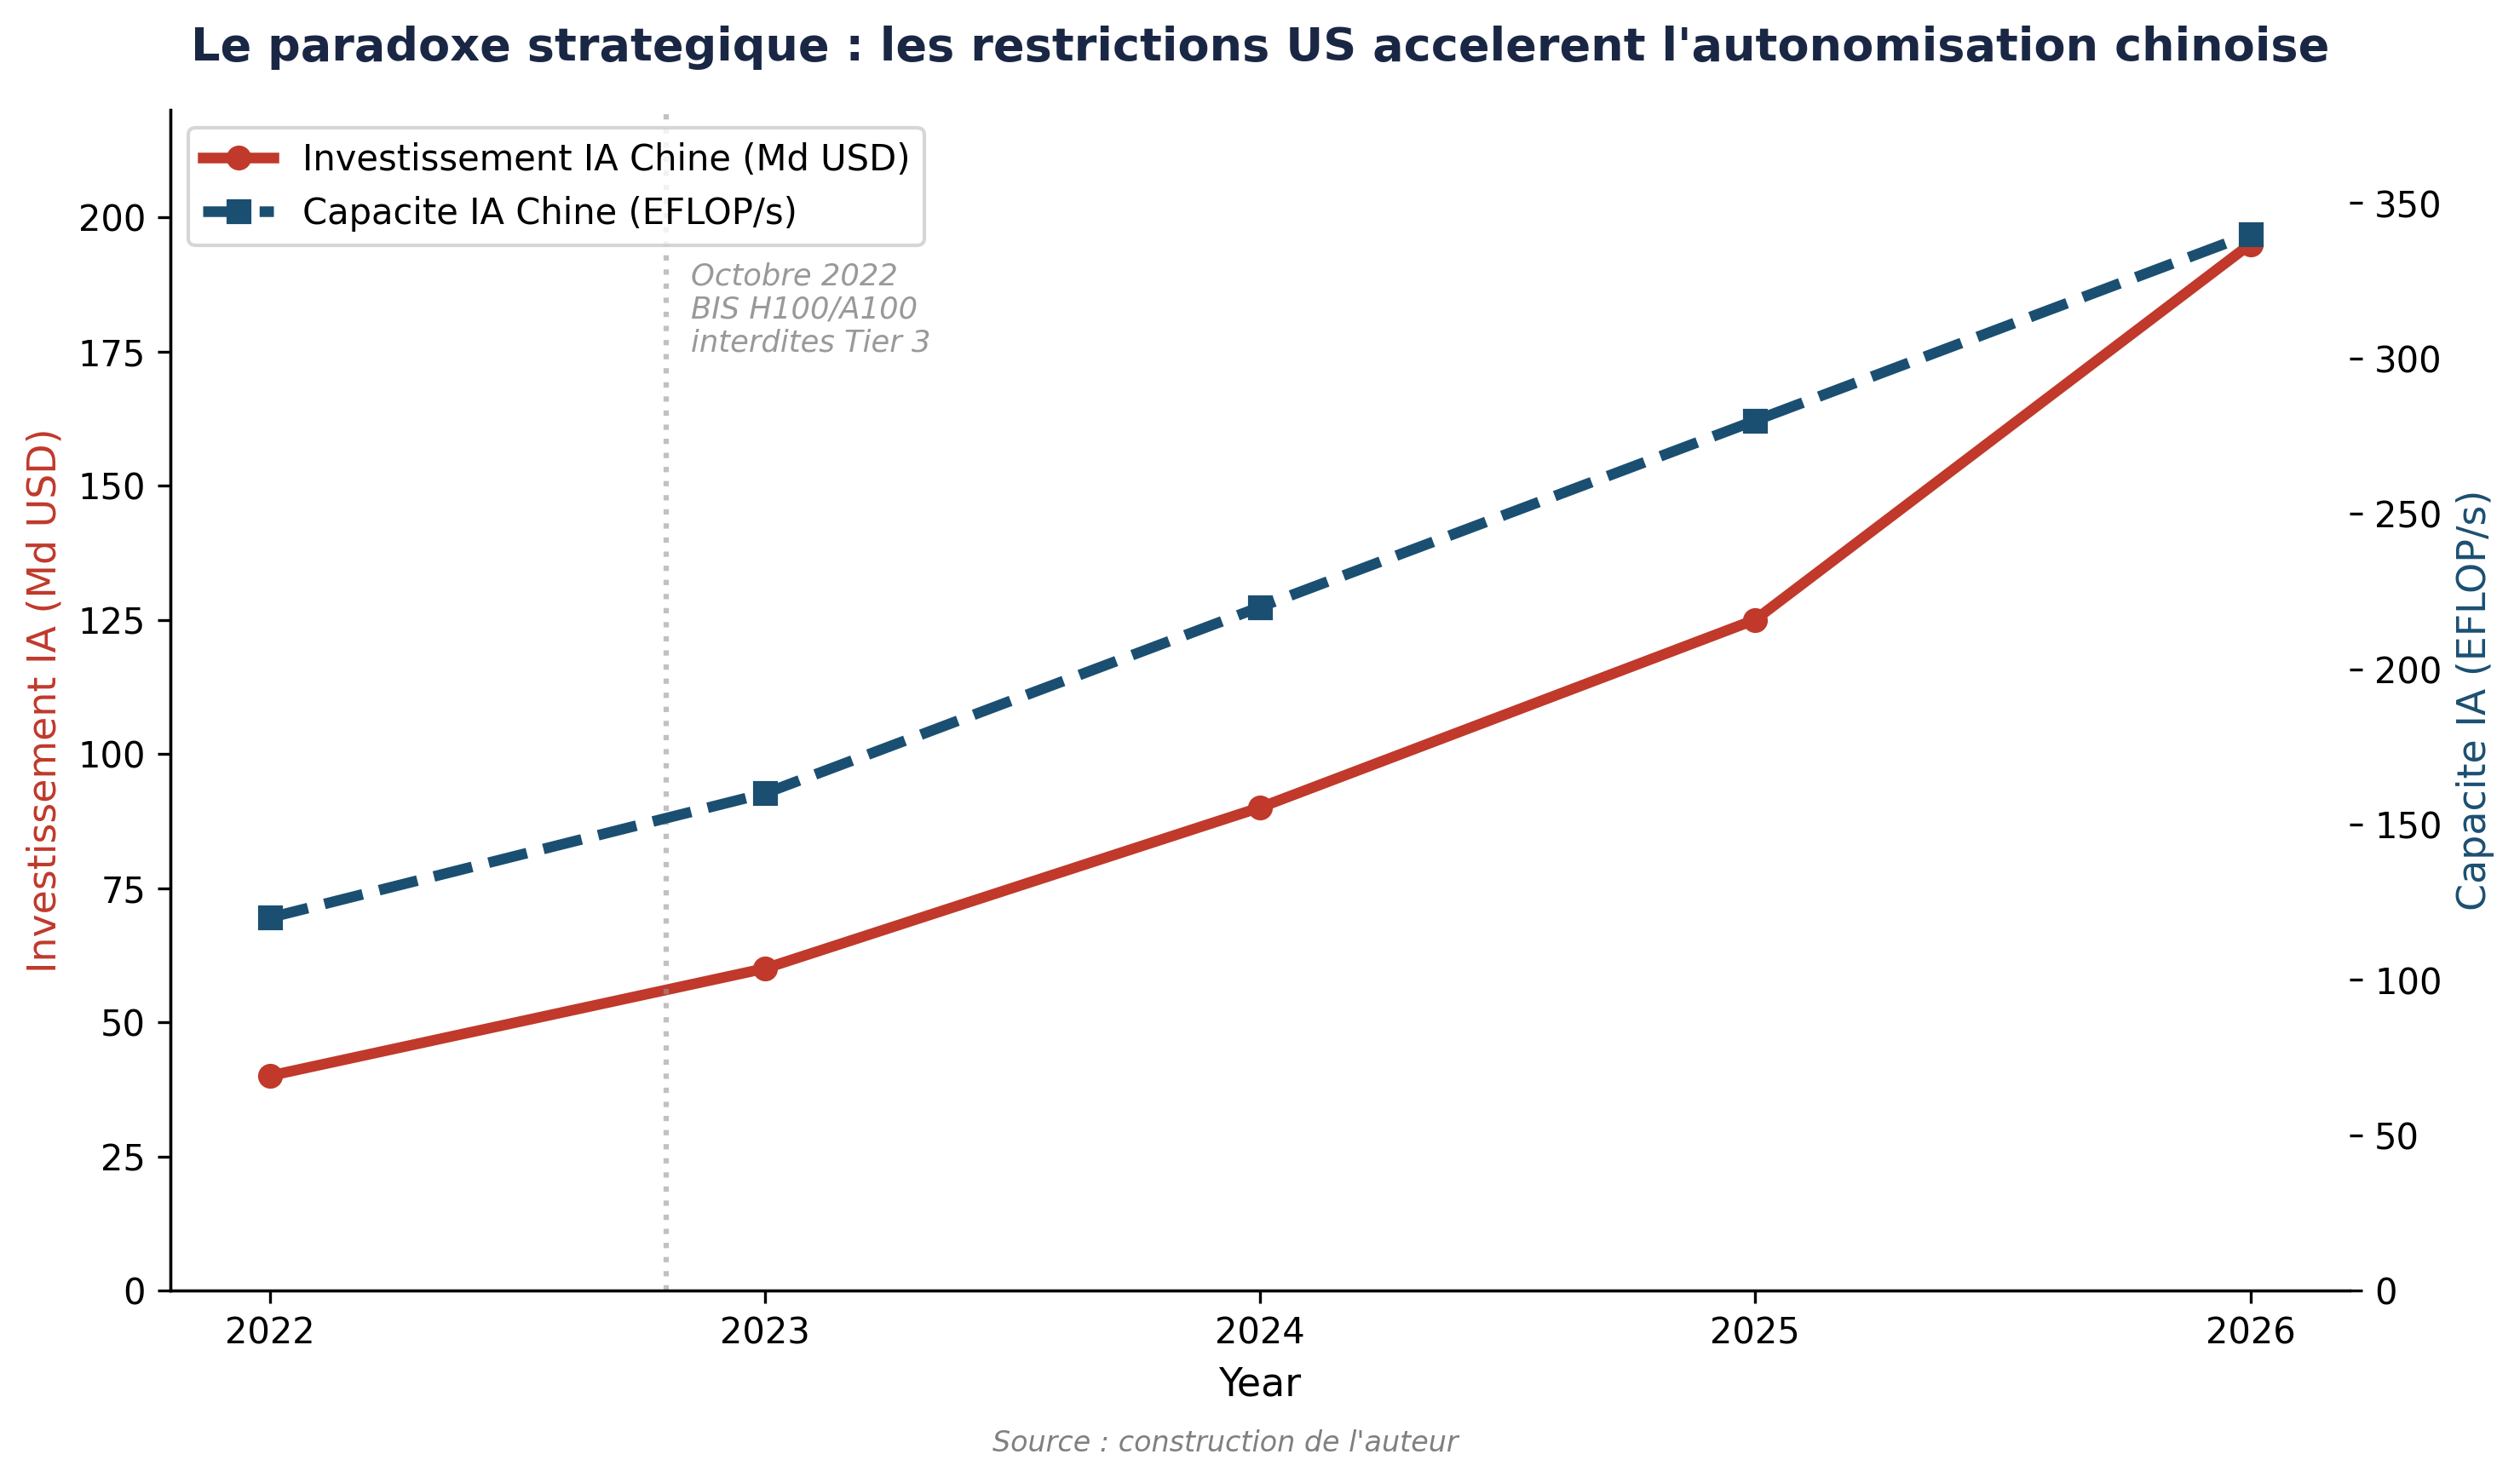 Le paradoxe strategique : les restrictions US accelerent l'autonomisation chinoise
Investissement IA Chine (Md USD)
Capacite IA Chine (EFLOP/s)
Octobre 2022
BIS H100/A100
interdites Tier 3
Investissement IA (Md USD)
200
175
150
125
100
75
50
25
0
350
300
250
200
150
100
50
0
Capacite IA (EFLOP/s)
2022 2023 2024 2025 2026
Year
Source : construction de l'auteur